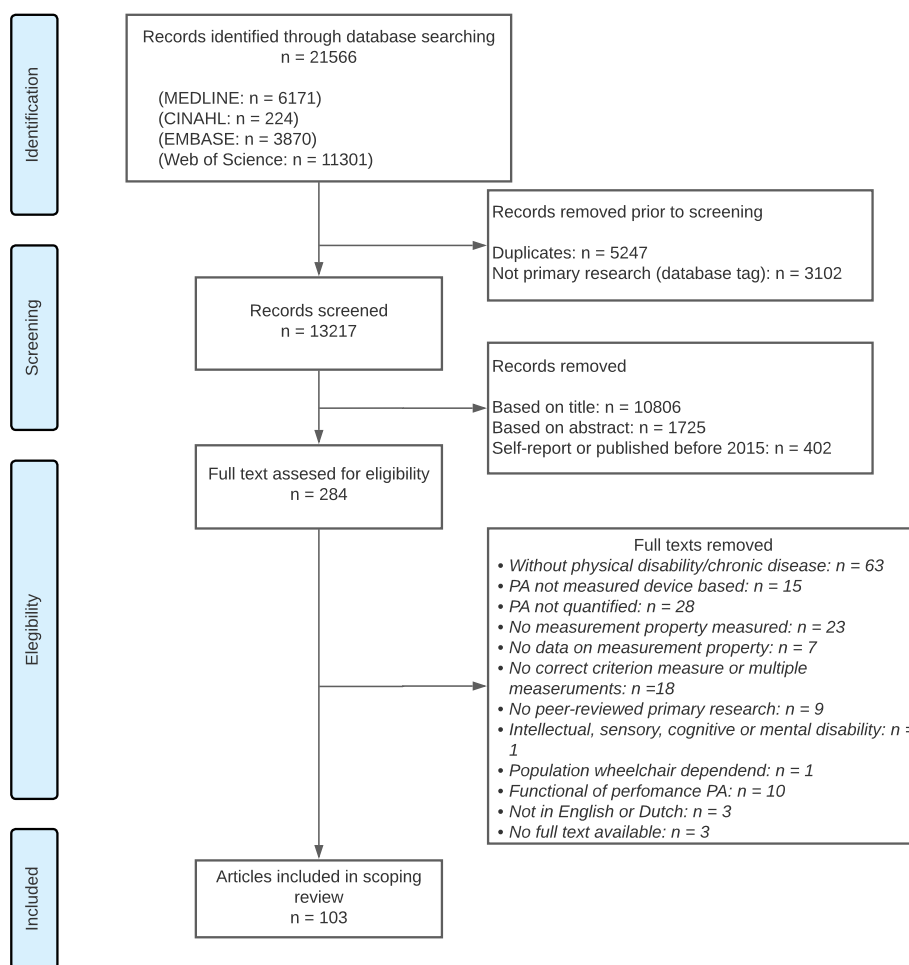 Identification
Records identified through database searching
n = 21566
(MEDLINE: n = 6171)
(CINAHL: n = 224)
(EMBASE: n = 3870)
(Web of Science: n = 11301)
Records removed prior to screening
Duplicates: n = 5247
Not primary research (database tag): n = 3102
Screening
Records screened
n = 13217
Records removed
Based on title: n = 10806
Based on abstract: n = 1725
Self-report or published before 2015: n = 402
Elegibility
Full text assesed for eligibility
n = 284
Full texts removed
• Without physical disability/chronic disease: n = 63
• PA not measured device based: n = 15
• PA not quantified: n = 28
• No measurement property measured: n = 23
• No data on measurement property: n = 7
• No correct criterion measure or multiple
measeruments: n =18
• No peer-reviewed primary research: n = 9
• Intellectual, sensory, cognitive or mental disability: n =
1
• Population wheelchair dependend: n = 1
• Functional of perfomance PA: n = 10
• Not in English or Dutch: n = 3
• No full text available: n = 3
Included
Articles included in scoping
review
n = 103